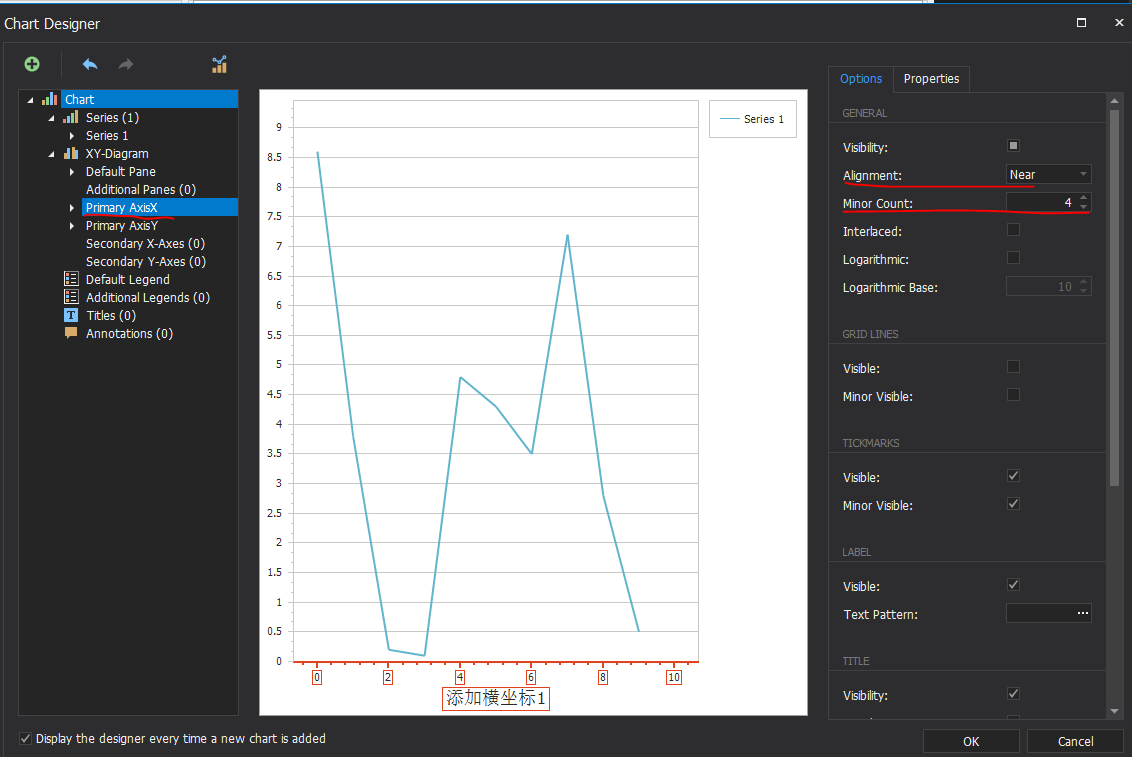 Chart Designer
Chart
Series (1)
Series 1
XY-Diagram
Default Pane
Additional Panes (0)
Primary AxisX
Primary AxisY
Secondary X-Axes (0)
Secondary Y-Axes (0)
Default Legend
Additional Legends (0)
T Titles (0)
Annotations (0)
9
8.5
8
7.5
7
6.5
6
5.5
5
4.5
4
3.5
3
2.5
2
1.5
1
0.5
0
0 2 4 6 8 10
添加横坐标1
Series 1
Options Properties
GENERAL
Visibility:
Alignment: Near
Minor Count: 4
Interlaced:
Logarithmic:
Logarithmic Base: 10
GRID LINES
Visible:
Minor Visible:
TICKMARKS
Visible:
Minor Visible:
LABEL
Visible:
Text Pattern: ...
TITLE
Visibility:
Display the designer every time a new chart is added
OK Cancel